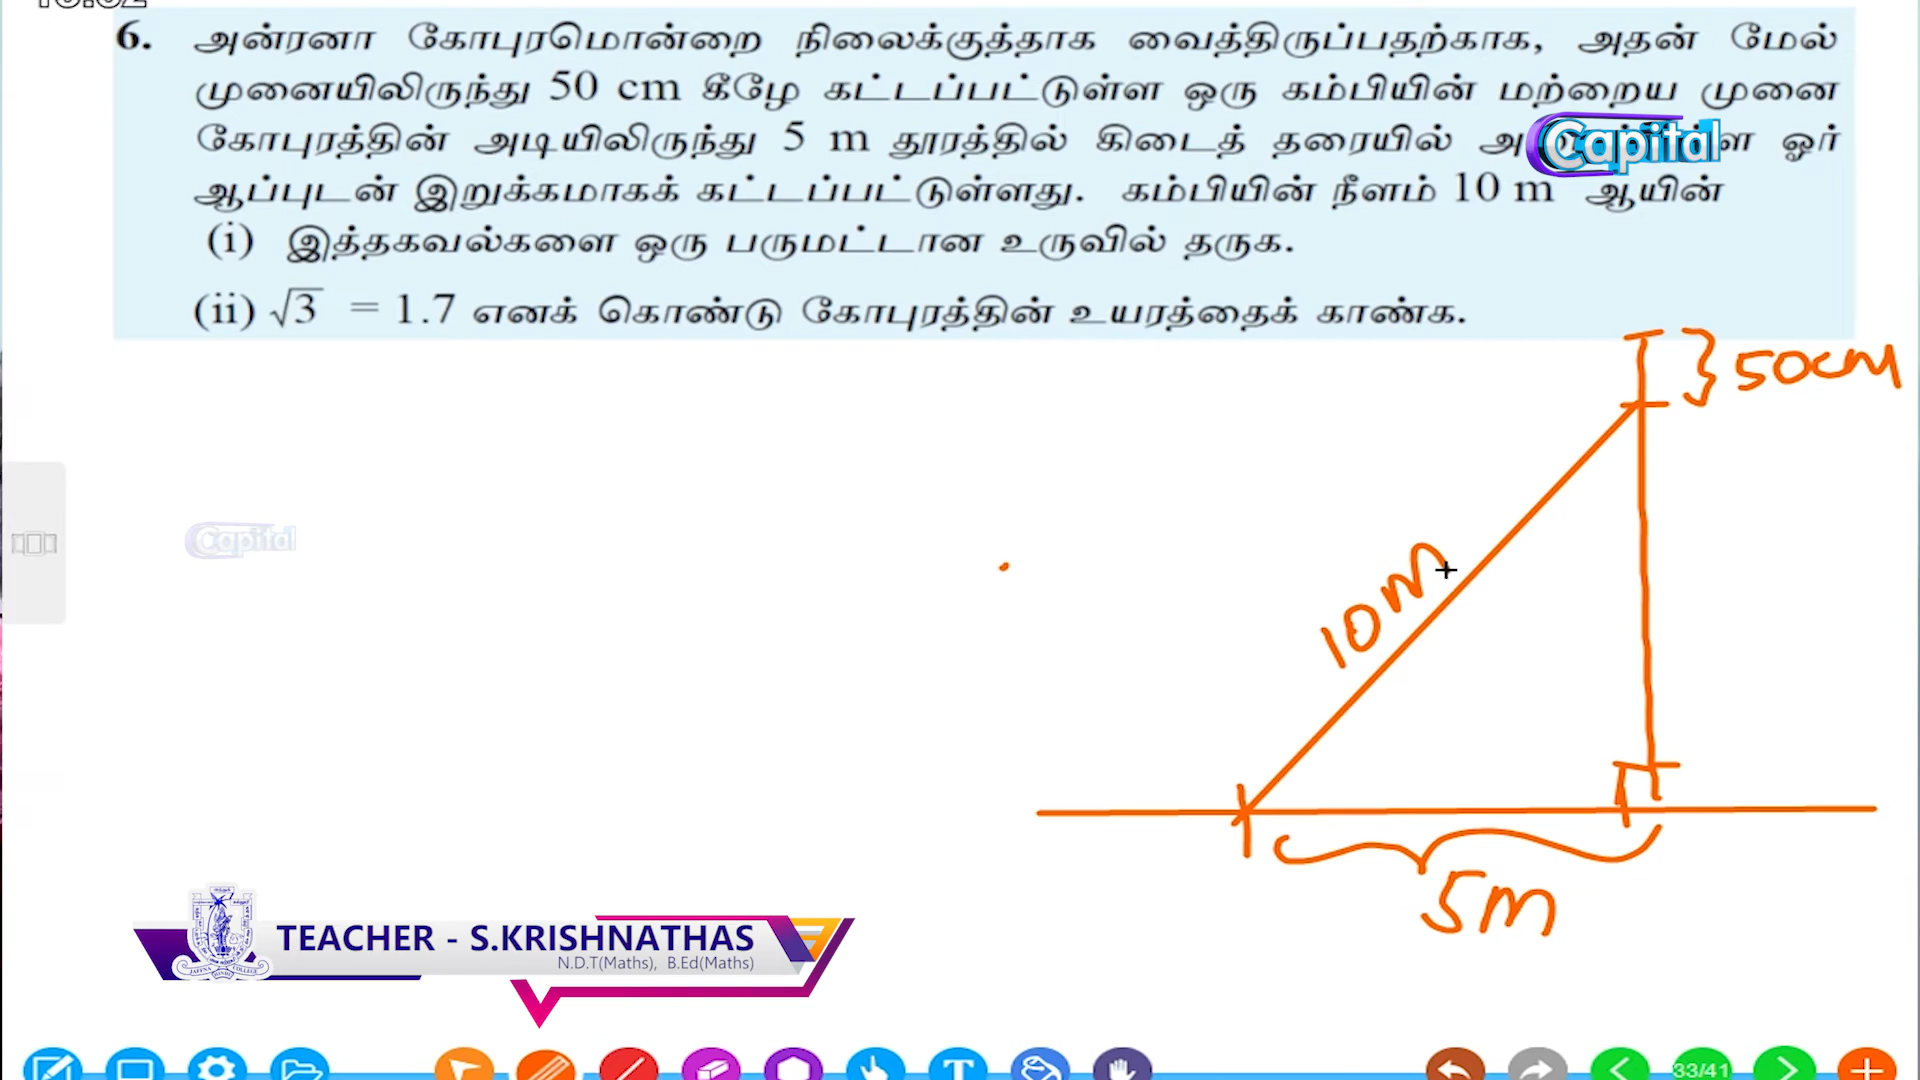 6. அன்ரனா கோபுரமொன்றை நிலைக்குத்தாக வைத்திருப்பதற்காக, அதன் மேல்
முனையிலிருந்து 50 cm கீழே கட்டப்பட்டுள்ள ஒரு கம்பியின் மற்றைய முனை
கோபுரத்தின் அடியிலிருந்து 5 m தூரத்தில் கிடைத் தரையில் ஓர்
Capital
ஆப்புடன் இறுக்கமாகக் கட்டப்பட்டுள்ளது. கம்பியின் நீளம் 10 m ஆயின்
(i) இத்தகவல்களை ஒரு பருமட்டான உருவில் தருக.
(ii) √3 = 1.7 எனக் கொண்டு கோபுரத்தின் உயரத்தைக் காண்க.
50cm
Capital
10m
5m
TEACHER - S.KRISHNATHAS
N.D.T(Maths), B.Ed(Maths)
JAFFNA HINDU COLLEGE
33/41